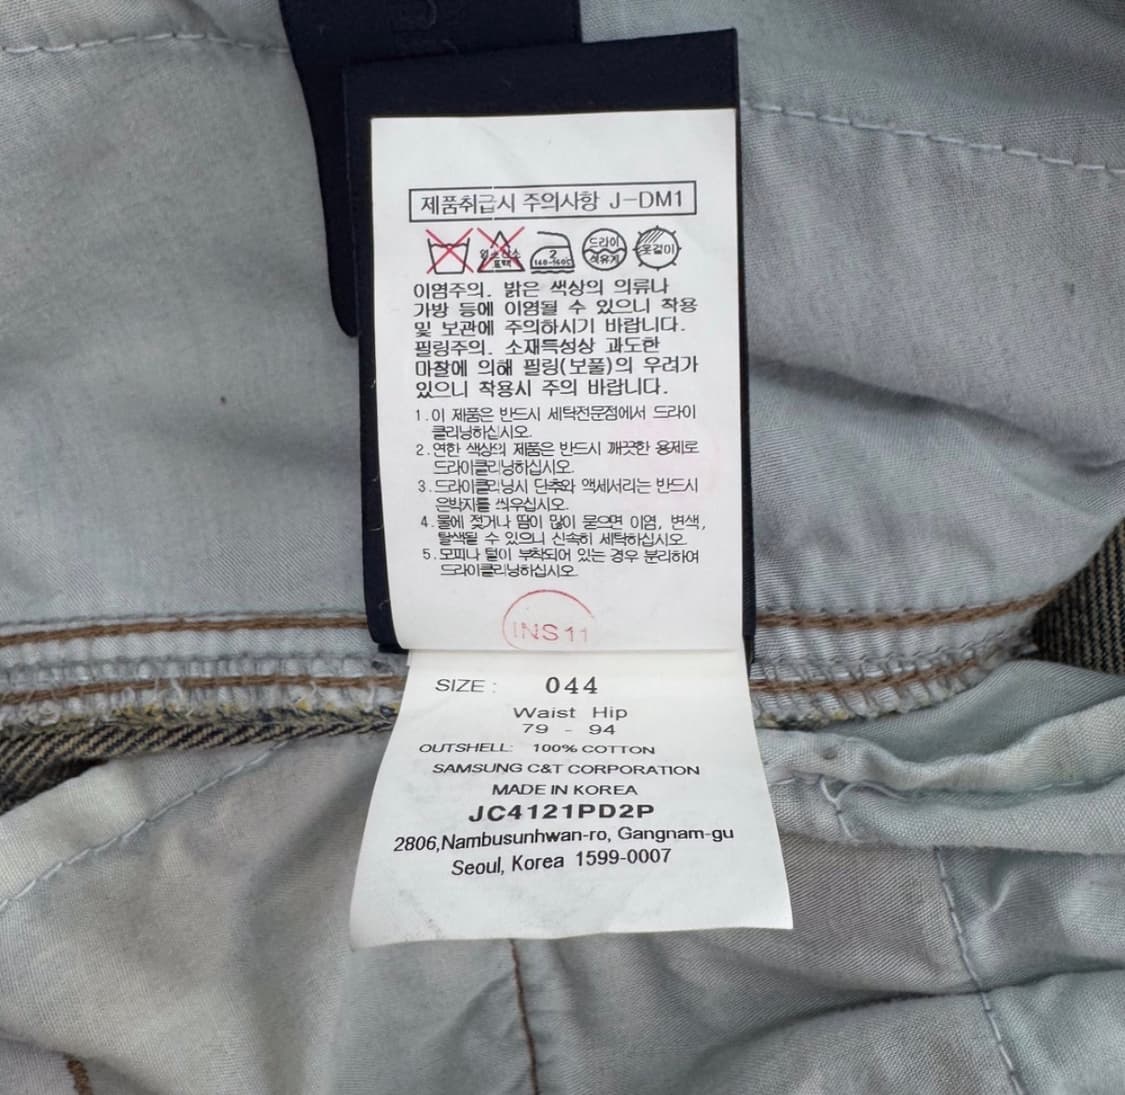 제품취급시 주의사항 J-DM1
2
140-160℃
드라이
석유계
옷걸이
이염주의. 밝은 색상의 의류나
가방 등에 이염될 수 있으니 착용
및 보관에 주의하시기 바랍니다.
필링주의. 소재특성상 과도한
마찰에 의해 필링(보풀)의 우려가
있으니 착용시 주의 바랍니다.
1.이 제품은 반드시 세탁전문점에서 드라이
클리닝하십시오.
2.연한 색상의 제품은 반드시 깨끗한 용제로
드라이클리닝하십시오.
3.드라이클리닝시 단추와 액세서리는 반드시
은박지를 씌우십시오.
4.물에 젖거나 땀이 많이 묻으면 이염, 변색,
탈색될 수 있으니 신속히 세탁하십시오.
5.모피나 털이 부착되어 있는 경우 분리하여
드라이클리닝하십시오.
INS 11
SIZE : 044
Waist Hip
79 - 94
OUTSHELL: 100% COTTON
SAMSUNG C&T CORPORATION
MADE IN KOREA
JC4121PD2P
2806,Nambusunhwan-ro, Gangnam-gu
Seoul, Korea 1599-0007